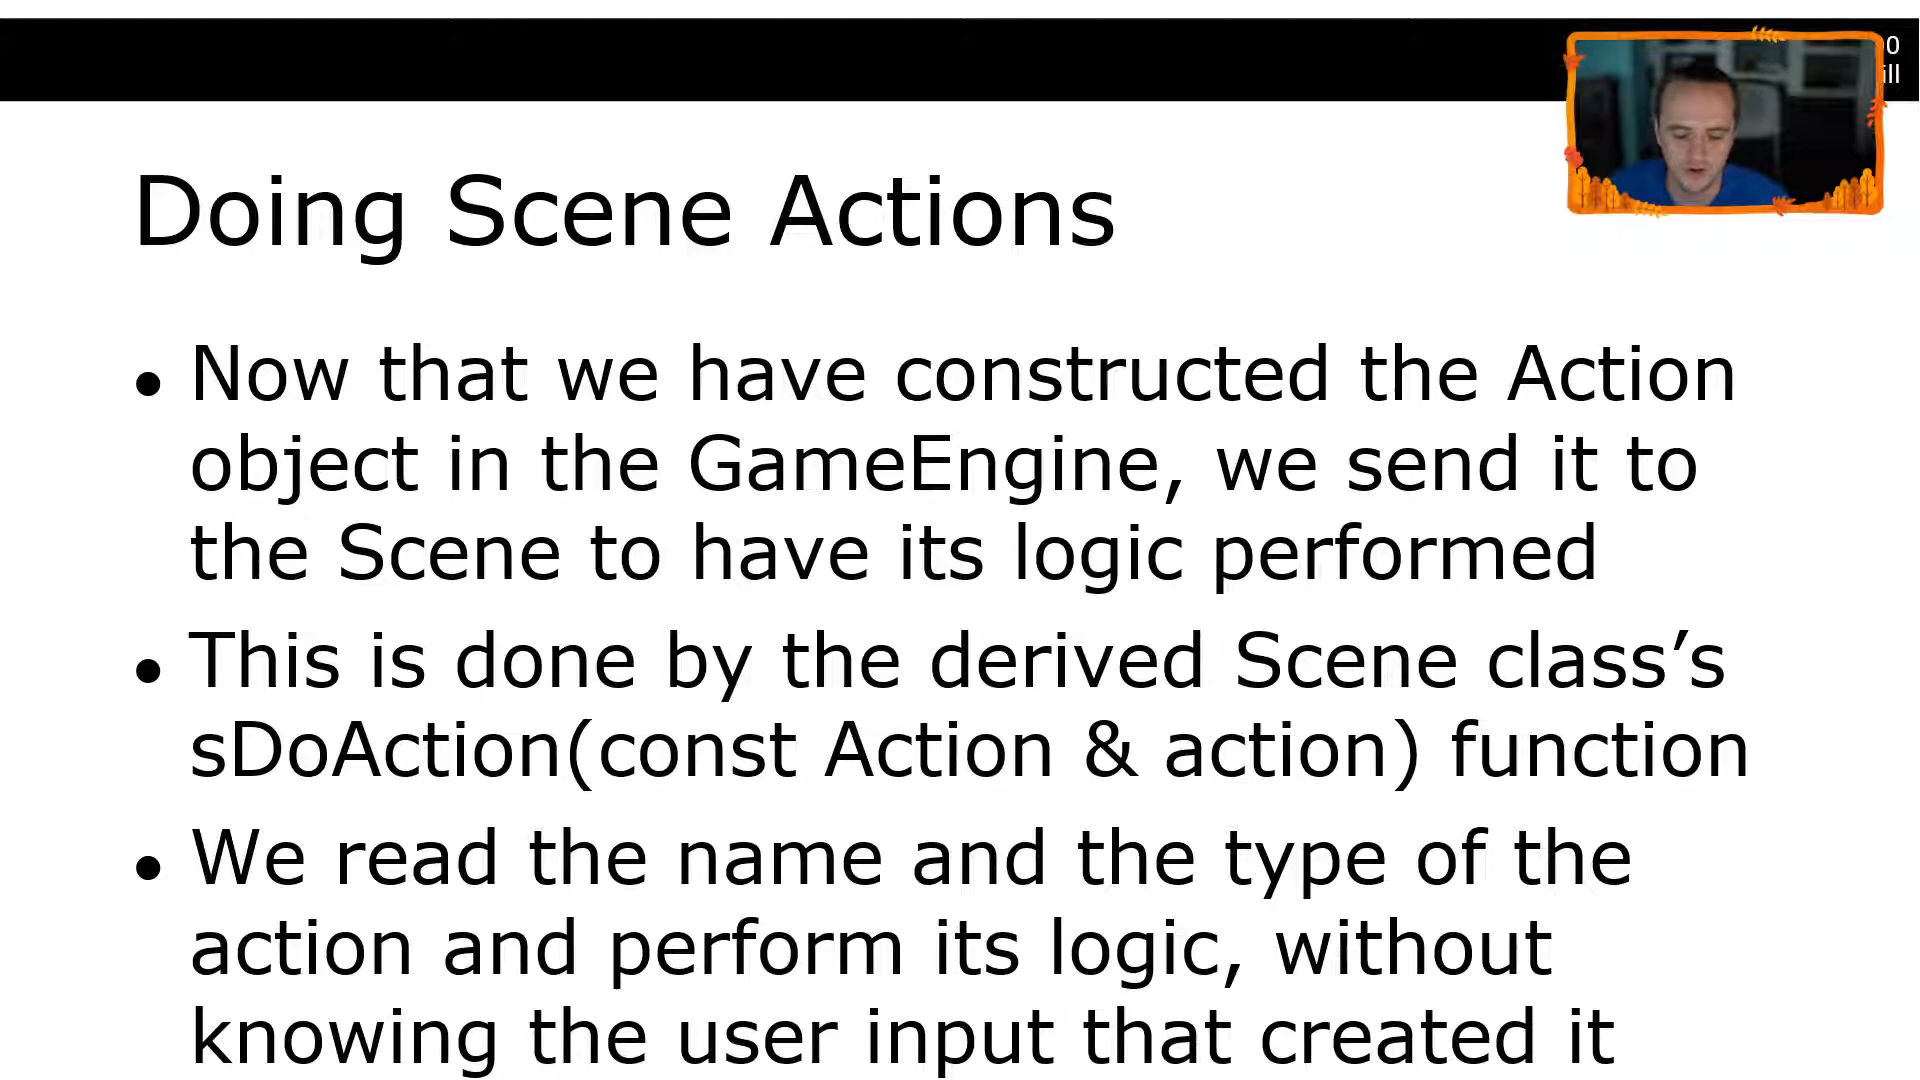 Doing Scene Actions
• Now that we have constructed the Action
object in the GameEngine, we send it to
the Scene to have its logic performed
• This is done by the derived Scene class’s
sDoAction(const Action & action) function
• We read the name and the type of the
action and perform its logic, without
knowing the user input that created it